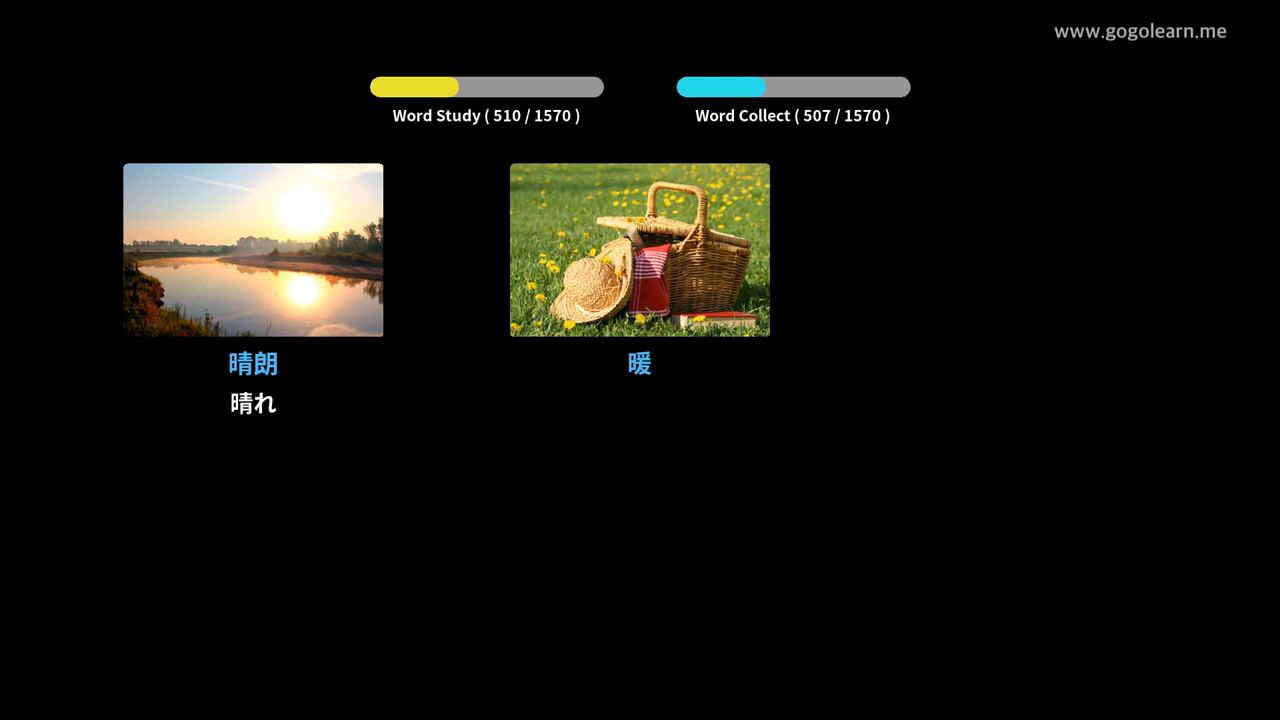 www.gogolearn.me
Word Study ( 510 / 1570 )
Word Collect ( 507 / 1570 )
晴朗
晴れ
暖